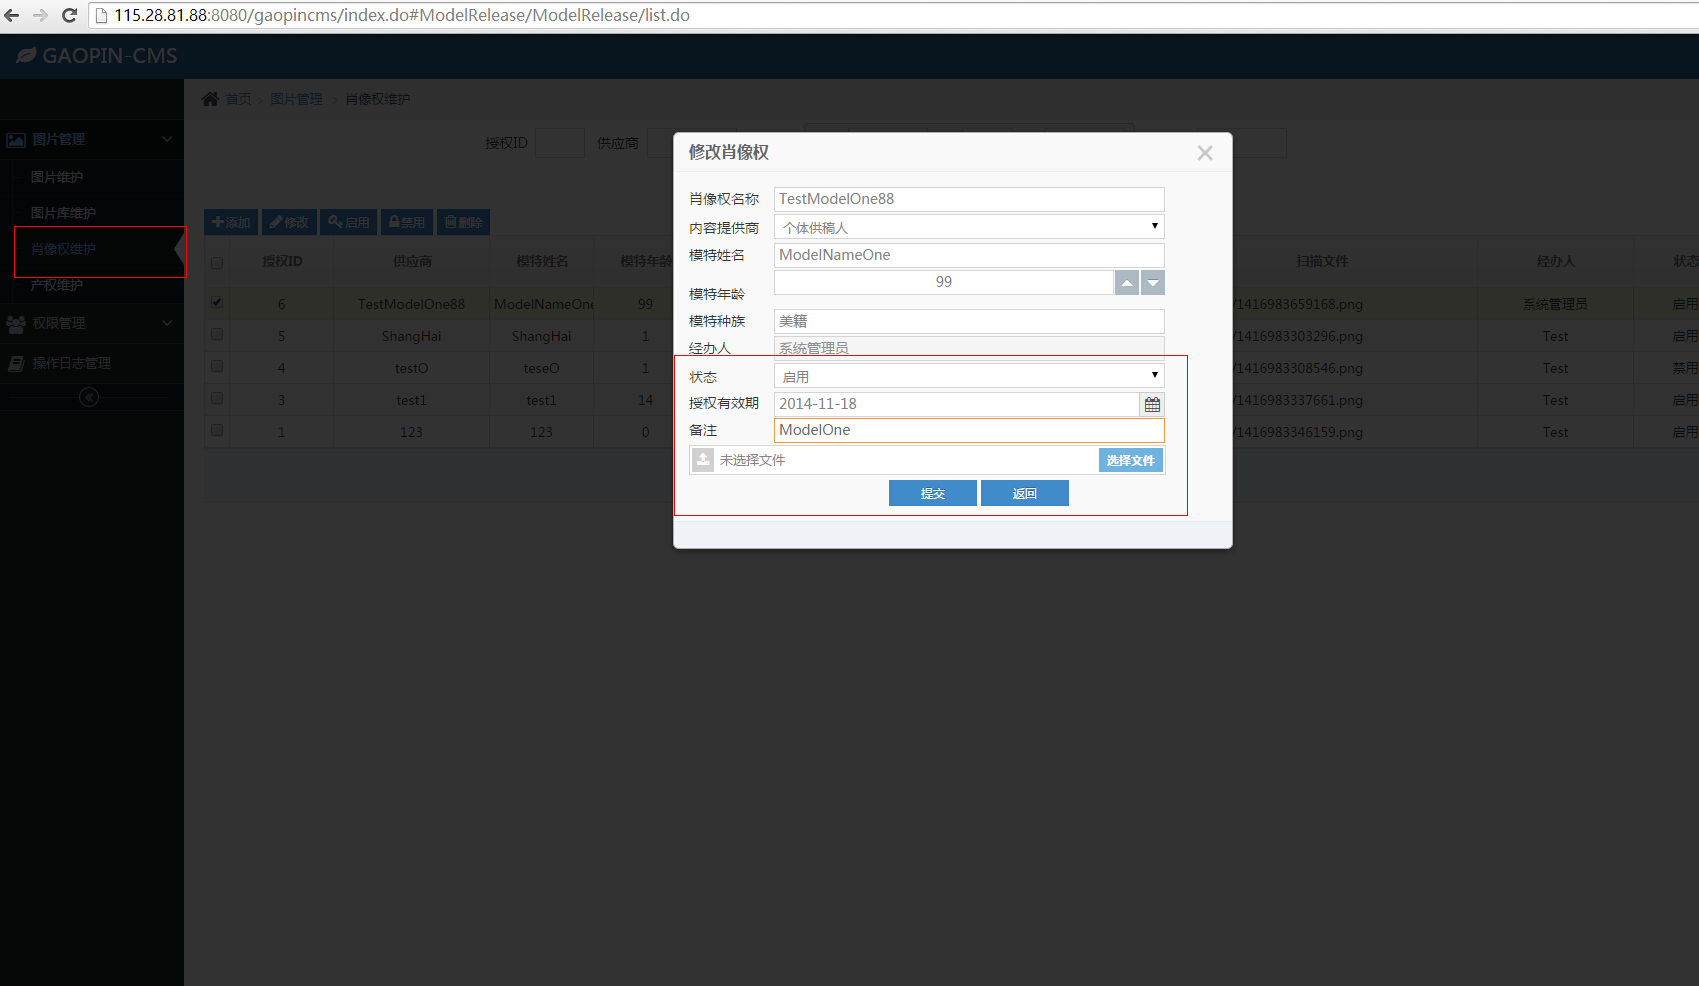 115.28.81.88:8080/gaopincms/index.do#ModelRelease/ModelRelease/list.do
GAOPIN-CMS
首页 > 图片管理 > 肖像权维护
图片管理
图片维护
图片库维护
肖像权维护
产权维护
权限管理
操作日志管理
授权ID 供应商
添加 修改 启用 禁用 删除
授权ID 供应商 模特姓名 模特年龄 扫描文件 经办人 状态
6 TestModelOne88 ModelNameOne 99 /1416983659168.png 系统管理员 启用
5 ShangHai ShangHai 1 /1416983303296.png Test 启用
4 testO teseO 1 /1416983308546.png Test 禁用
3 test1 test1 14 /1416983337661.png Test 启用
1 123 123 0 /1416983346159.png Test 启用
修改肖像权
肖像权名称 TestModelOne88
内容提供商 个体供稿人
模特姓名 ModelNameOne
模特年龄 99
模特种族 美籍
经办人 系统管理员
状态 启用
授权有效期 2014-11-18
备注 ModelOne
未选择文件 选择文件
提交 返回